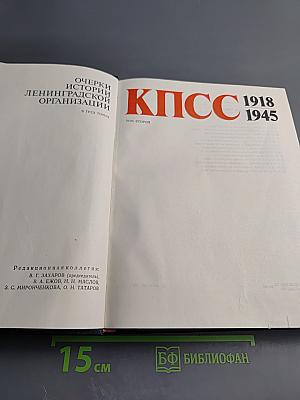 ОЧЕРКИ
ИСТОРИИ
ЛЕНИНГРАДСКОЙ
ОРГАНИЗАЦИИ
В ТРЕХ ТОМАХ
КПСС
1918
1945
ТОМ ВТОРОЙ
Редакционная коллегия:
В. Г. ЗАХАРОВ (председатель),
В. А. ЕЖОВ, Н. Н. МАСЛОВ,
З. С. МИРОНЧЕНКОВА, О. Н. ТАТАРОВ
15 см
БФ БИБЛИОФАН